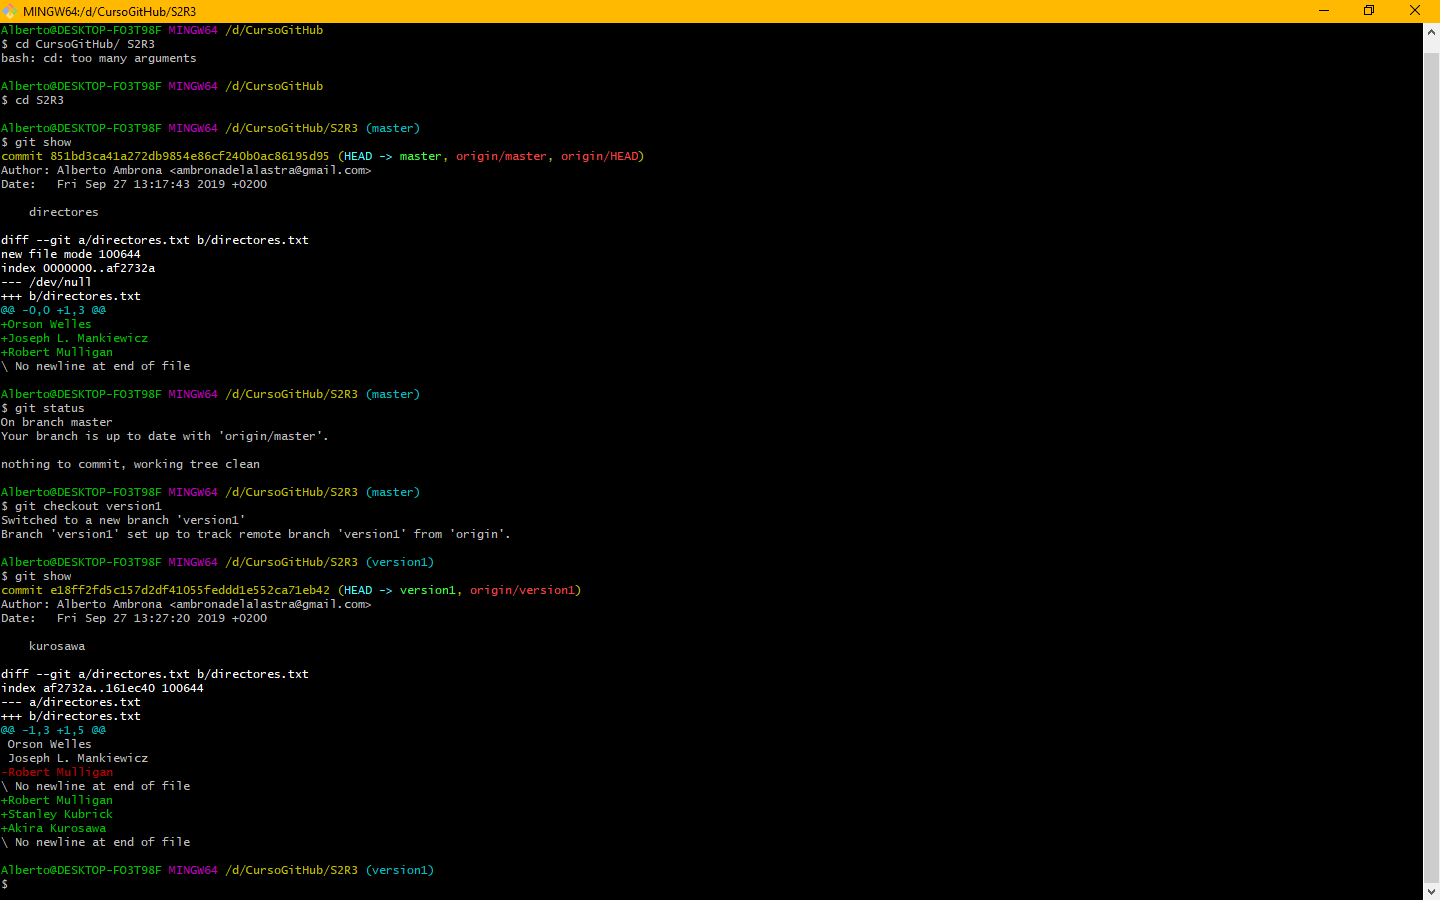 MINGW64:/d/CursoGitHub/S2R3
Alberto@DESKTOP-FO3T98F MINGW64 /d/CursoGitHub
$ cd CursoGitHub/ S2R3
bash: cd: too many arguments
Alberto@DESKTOP-FO3T98F MINGW64 /d/CursoGitHub
$ cd S2R3
Alberto@DESKTOP-FO3T98F MINGW64 /d/CursoGitHub/S2R3 (master)
$ git show
commit 851bd3ca41a272db9854e86cf240b0ac86195d95 (HEAD -> master, origin/master, origin/HEAD)
Author: Alberto Ambrona <ambronadelalastra@gmail.com>
Date:   Fri Sep 27 13:17:43 2019 +0200
    directores
diff --git a/directores.txt b/directores.txt
new file mode 100644
index 0000000..af2732a
--- /dev/null
+++ b/directores.txt
@@ -0,0 +1,3 @@
+Orson Welles
+Joseph L. Mankiewicz
+Robert Mulligan
\ No newline at end of file
Alberto@DESKTOP-FO3T98F MINGW64 /d/CursoGitHub/S2R3 (master)
$ git status
On branch master
Your branch is up to date with 'origin/master'.
nothing to commit, working tree clean
Alberto@DESKTOP-FO3T98F MINGW64 /d/CursoGitHub/S2R3 (master)
$ git checkout version1
Switched to a new branch 'version1'
Branch 'version1' set up to track remote branch 'version1' from 'origin'.
Alberto@DESKTOP-FO3T98F MINGW64 /d/CursoGitHub/S2R3 (version1)
$ git show
commit e18ff2fd5c157d2df41055feddd1e552ca71eb42 (HEAD -> version1, origin/version1)
Author: Alberto Ambrona <ambronadelalastra@gmail.com>
Date:   Fri Sep 27 13:27:20 2019 +0200
    kurosawa
diff --git a/directores.txt b/directores.txt
index af2732a..161ec40 100644
--- a/directores.txt
+++ b/directores.txt
@@ -1,3 +1,5 @@
 Orson Welles
 Joseph L. Mankiewicz
-Robert Mulligan
\ No newline at end of file
+Robert Mulligan
+Stanley Kubrick
+Akira Kurosawa
\ No newline at end of file
Alberto@DESKTOP-FO3T98F MINGW64 /d/CursoGitHub/S2R3 (version1)
$